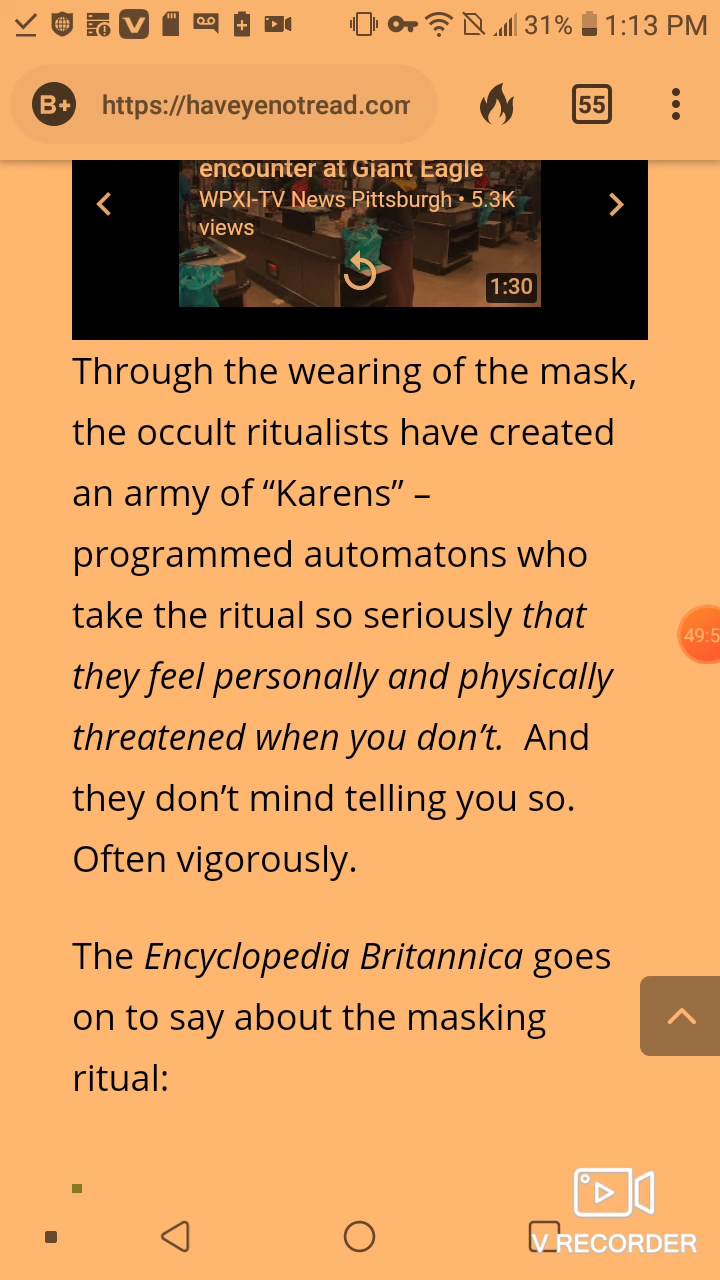 31% 1:13 PM
B+ https://haveyenotread.com 55
encounter at Giant Eagle
WPXI-TV News Pittsburgh • 5.3K
views
1:30
Through the wearing of the mask,
the occult ritualists have created
an army of “Karens” –
programmed automatons who
take the ritual so seriously that
49:5
they feel personally and physically
threatened when you don’t. And
they don’t mind telling you so.
Often vigorously.
The Encyclopedia Britannica goes
on to say about the masking
ritual:
V RECORDER